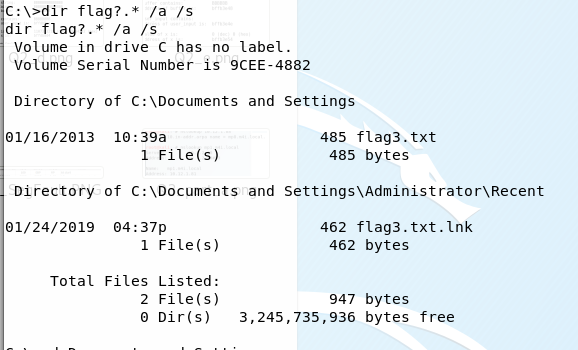 C:\>dir flag?.* /a /s
dir flag?.* /a /s
 Volume in drive C has no label.
 Volume Serial Number is 9CEE-4882

 Directory of C:\Documents and Settings

01/16/2013  10:39a                 485 flag3.txt
               1 File(s)            485 bytes

 Directory of C:\Documents and Settings\Administrator\Recent

01/24/2019  04:37p                 462 flag3.txt.lnk
               1 File(s)            462 bytes

     Total Files Listed:
               2 File(s)            947 bytes
               0 Dir(s)   3,245,735,936 bytes free